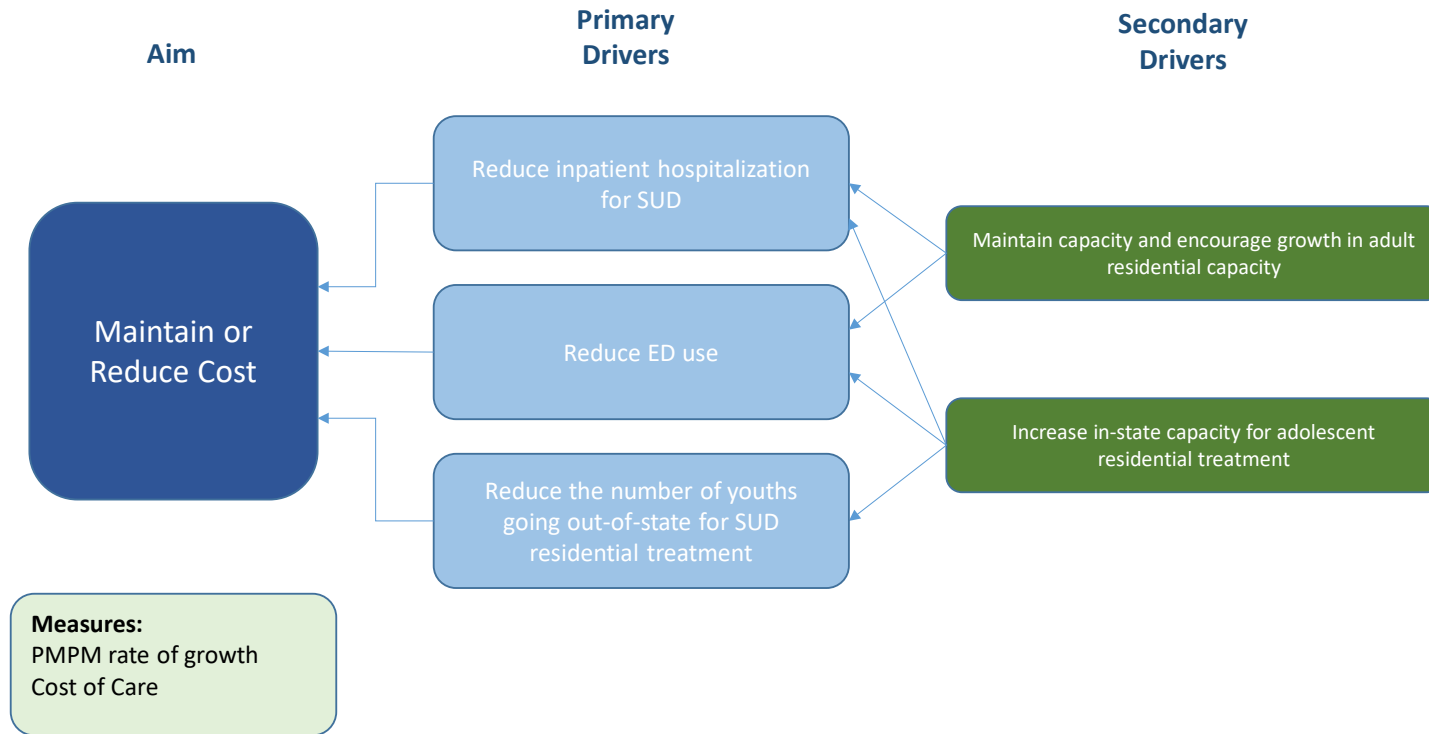 Aim
Primary
Drivers
Secondary
Drivers
Maintain or
Reduce Cost
Reduce inpatient hospitalization
for SUD
Reduce ED use
Reduce the number of youths
going out-of-state for SUD
residential treatment
Maintain capacity and encourage growth in adult
residential capacity
Increase in-state capacity for adolescent
residential treatment
Measures:
PMPM rate of growth
Cost of Care